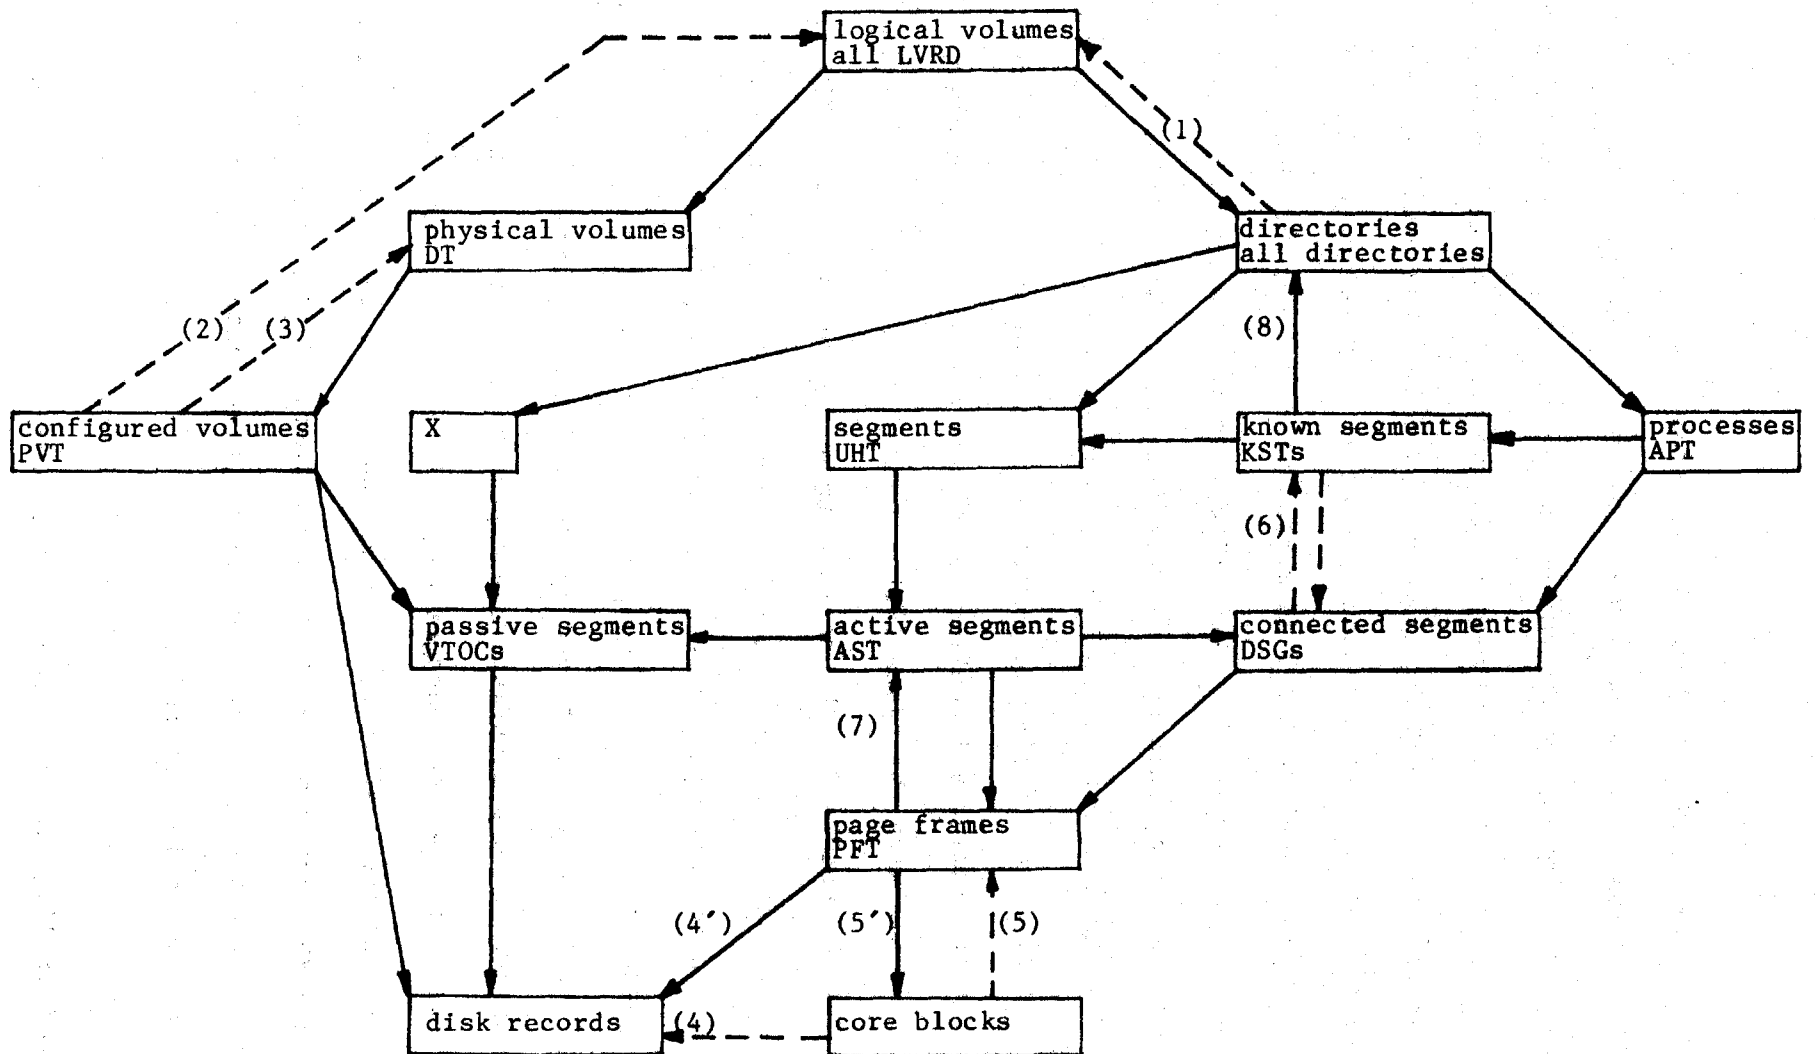 logical volumes
all LVRD
(1)
physical volumes
DT
directories
all directories
(2)
(3)
(8)
configured volumes
PVT
X
segments
UHT
known segments
KSTs
processes
APT
(6)
passive segments
VTOCs
active segments
AST
connected segments
DSGs
(7)
page frames
PFT
(4´)
(5´)
(5)
disk records
(4)
core blocks